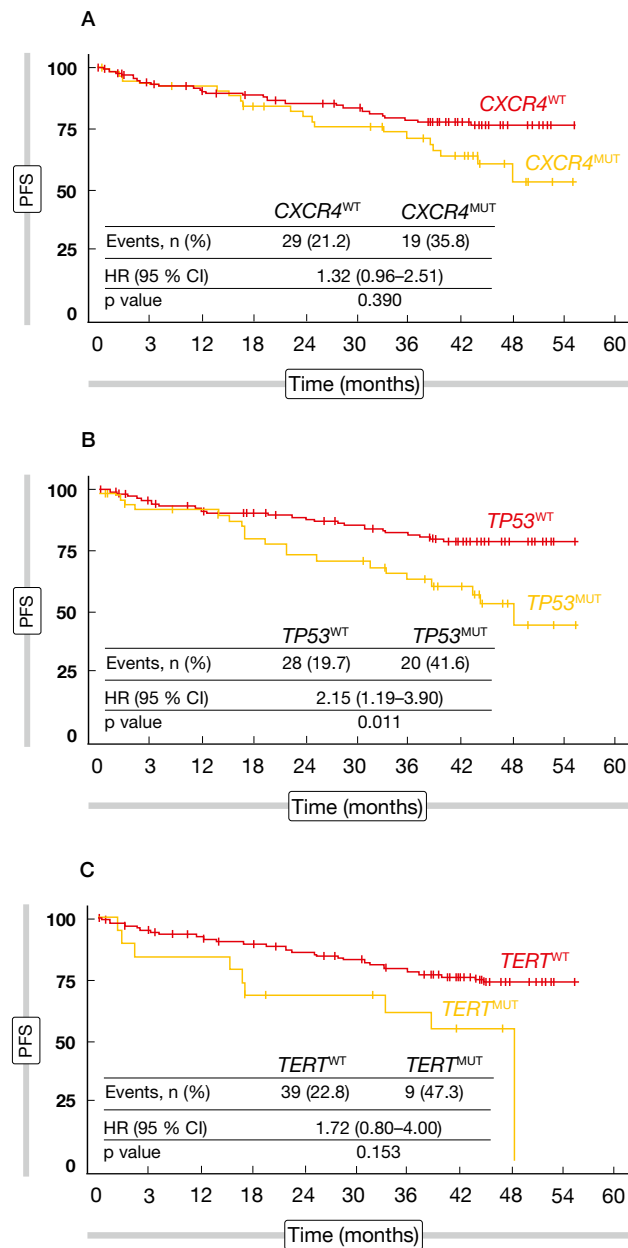 A
100
75
50
25
0
PFS
CXCR4WT
CXCR4MUT
CXCR4WT CXCR4MUT
Events, n (%) 29 (21.2) 19 (35.8)
HR (95 % CI) 1.32 (0.96–2.51)
p value 0.390
0 3 12 18 24 30 36 42 48 54 60
Time (months)
B
100
75
50
25
0
PFS
TP53WT
TP53MUT
TP53WT TP53MUT
Events, n (%) 28 (19.7) 20 (41.6)
HR (95 % CI) 2.15 (1.19–3.90)
p value 0.011
0 3 12 18 24 30 36 42 48 54 60
Time (months)
C
100
75
50
25
0
PFS
TERTWT
TERTMUT
TERTWT TERTMUT
Events, n (%) 39 (22.8) 9 (47.3)
HR (95 % CI) 1.72 (0.80–4.00)
p value 0.153
0 3 12 18 24 30 36 42 48 54 60
Time (months)